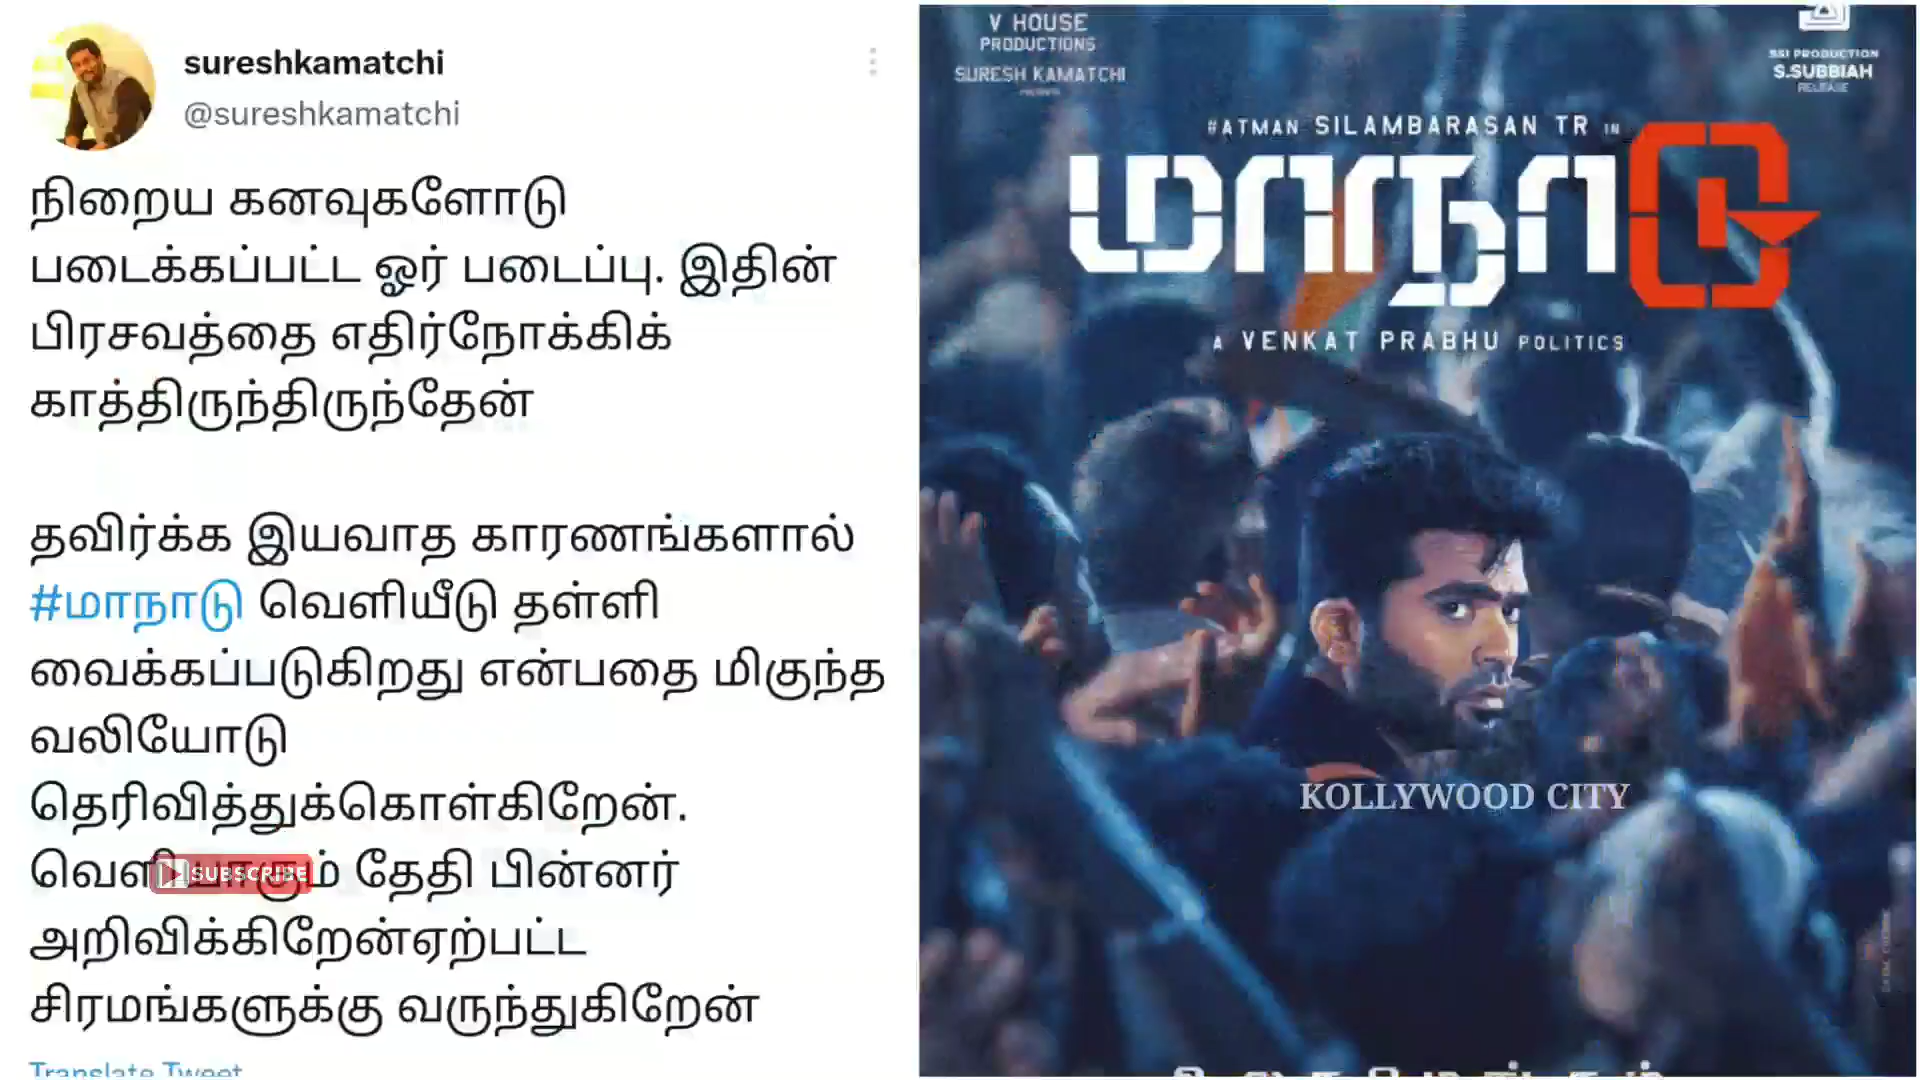 sureshkamatchi
@sureshkamatchi
நிறைய கனவுகளோடு
படைக்கப்பட்ட ஓர் படைப்பு. இதின்
பிரசவத்தை எதிர்நோக்கிக்
காத்திருந்திருந்தேன்
தவிர்க்க இயவாத காரணங்களால்
#மாநாடு வெளியீடு தள்ளி
வைக்கப்படுகிறது என்பதை மிகுந்த
வலியோடு
தெரிவித்துக்கொள்கிறேன்.
வெளியாகும் தேதி பின்னர்
SUBSCRIBE
அறிவிக்கிறேன்ஏற்பட்ட
சிரமங்களுக்கு வருந்துகிறேன்
Translate Tweet
V HOUSE
PRODUCTIONS
SURESH KAMATCHI
SSI PRODUCTION
S.SUBBIAH
RELEASE
#ATMAN SILAMBARASAN TR IN
மாநாடு
A VENKAT PRABHU POLITICS
KOLLYWOOD CITY